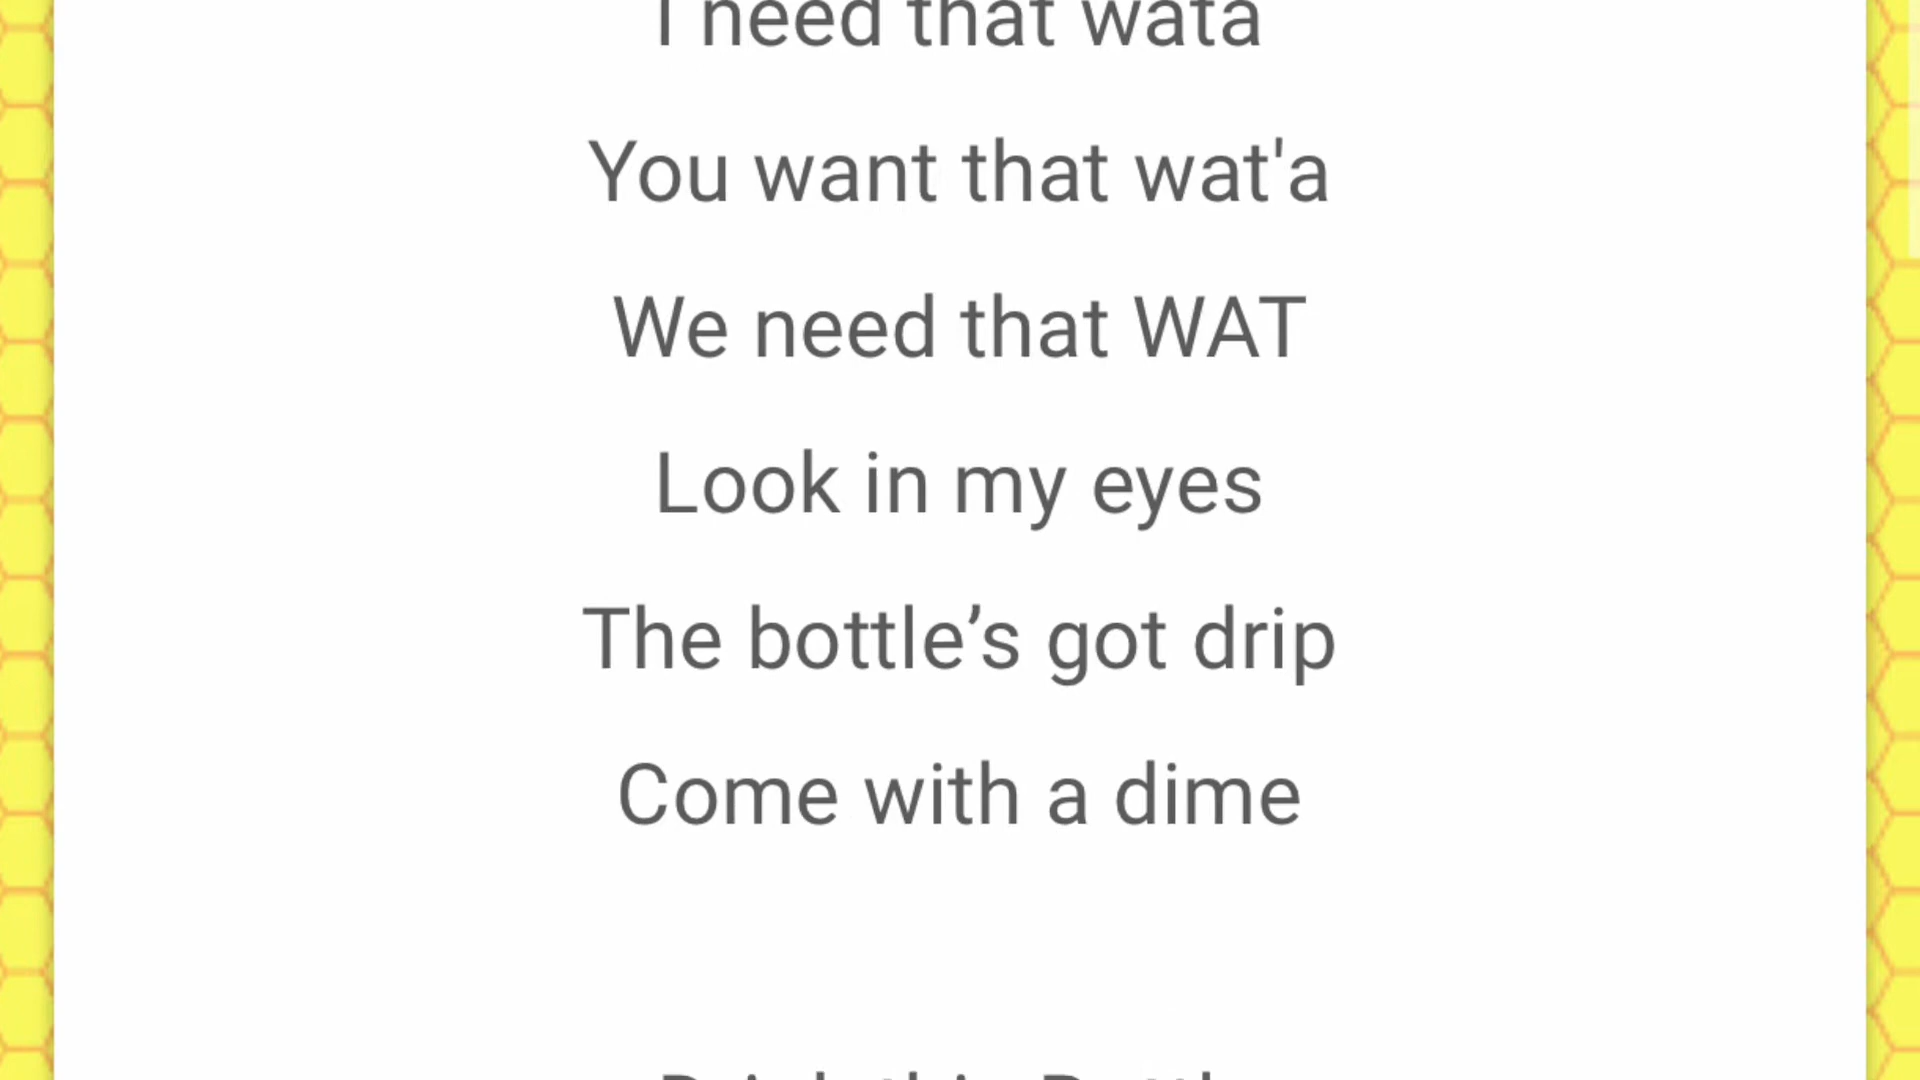 I need that wata
You want that wat'a
We need that WAT
Look in my eyes
The bottle’s got drip
Come with a dime